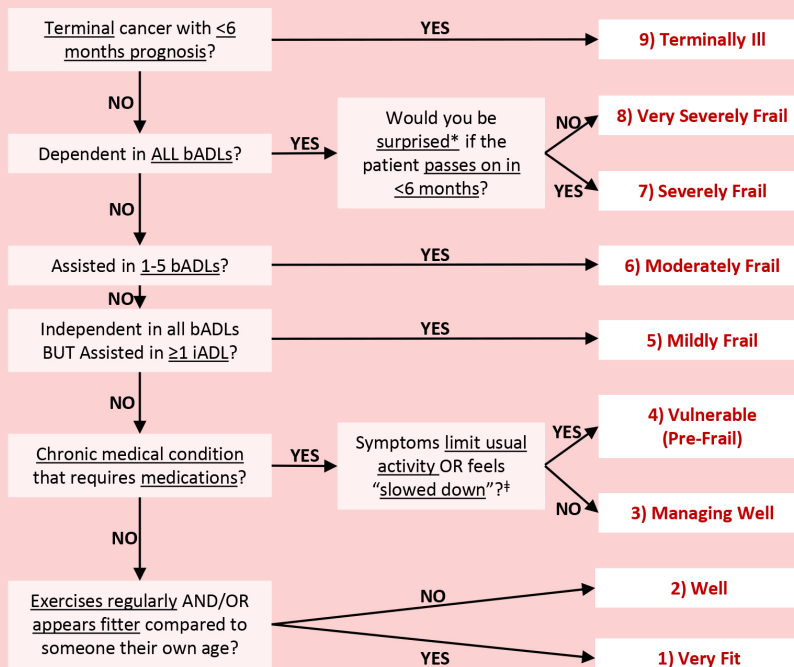 Terminal cancer with <6
months prognosis?
YES
9) Terminally Ill
NO
Dependent in ALL bADLs?
YES
Would you be
surprised* if the
patient passes on in
<6 months?
NO
8) Very Severely Frail
YES
7) Severely Frail
NO
Assisted in 1-5 bADLs?
YES
6) Moderately Frail
NO
Independent in all bADLs
BUT Assisted in ≥1 iADL?
YES
5) Mildly Frail
NO
Chronic medical condition
that requires medications?
YES
Symptoms limit usual
activity OR feels
“slowed down”?‡
YES
4) Vulnerable
(Pre-Frail)
NO
3) Managing Well
NO
Exercises regularly AND/OR
appears fitter compared to
someone their own age?
NO
2) Well
YES
1) Very Fit